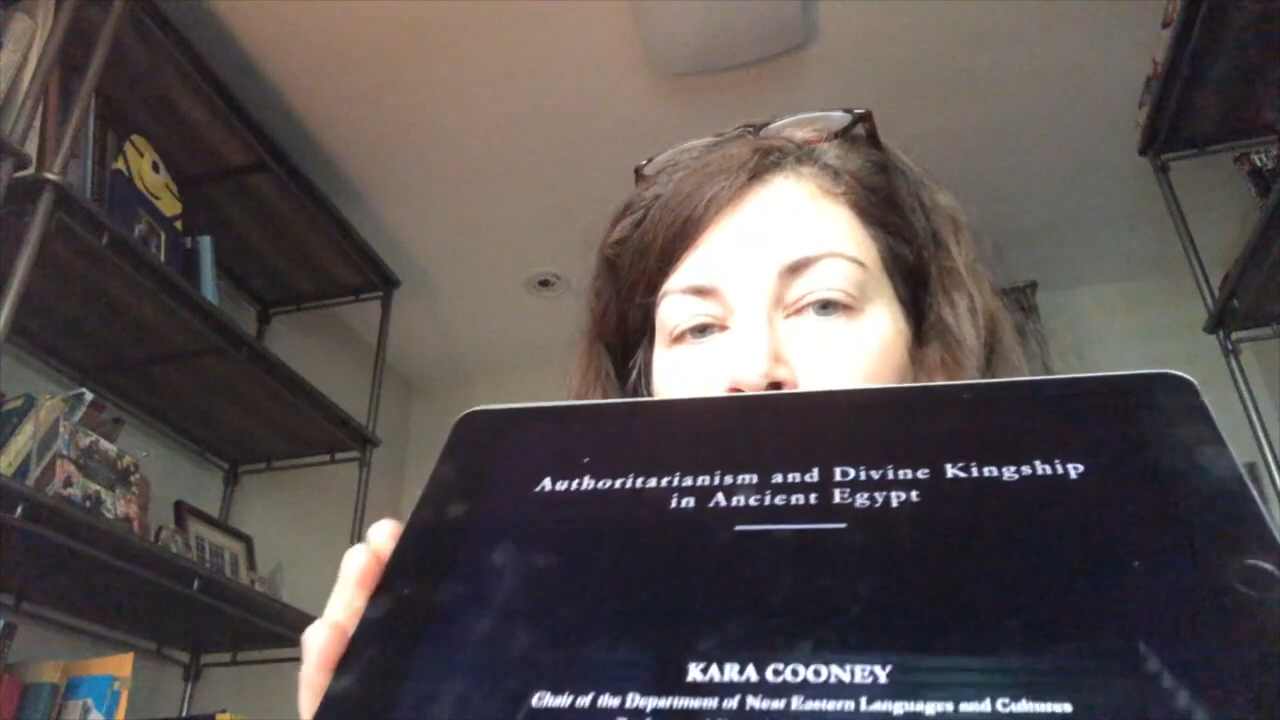 Authoritarianism and Divine Kingship
in Ancient Egypt
KARA COONEY
Chair of the Department of Near Eastern Languages and Cultures